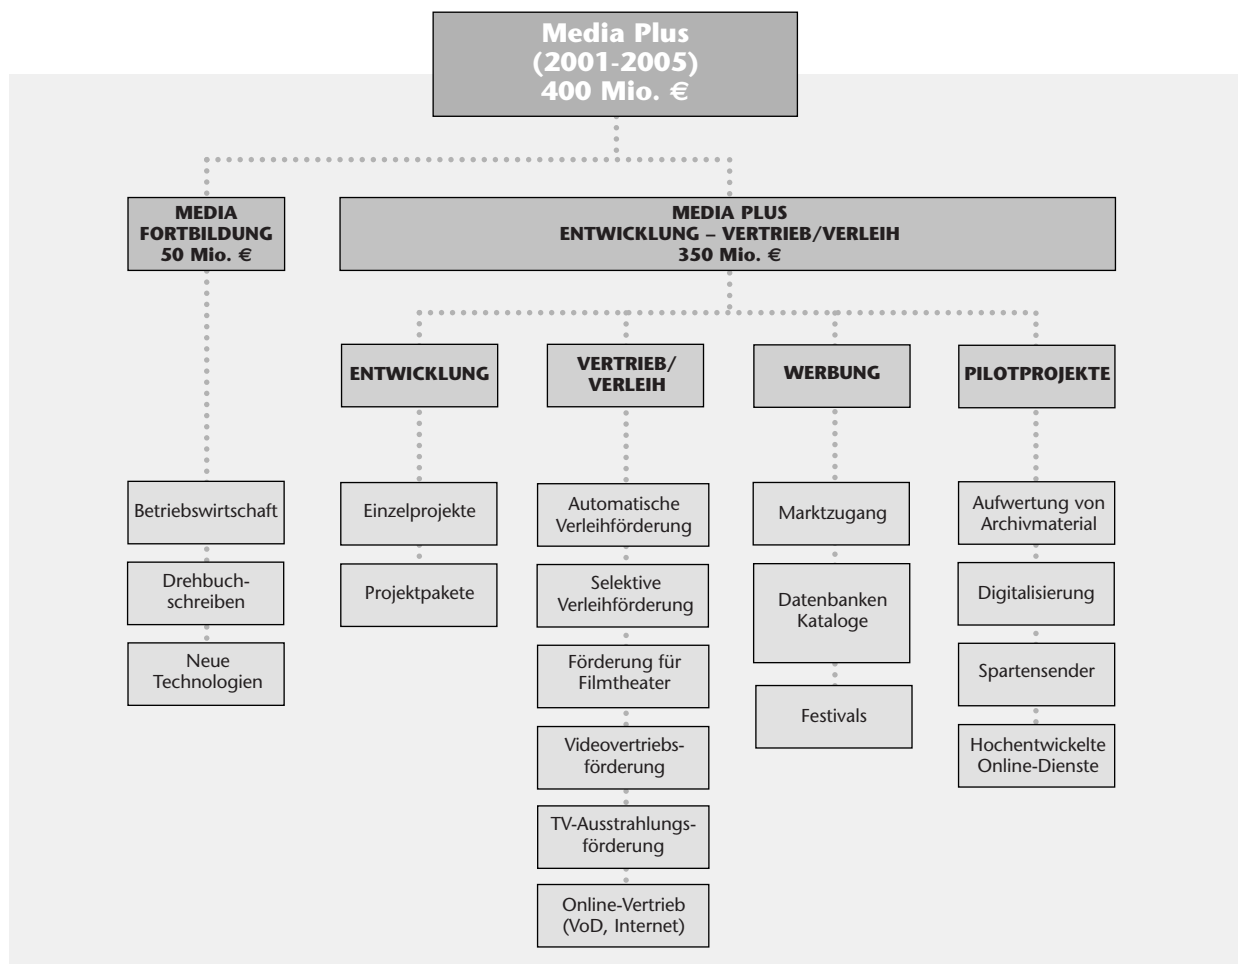 Media Plus
(2001-2005)
400 Mio. €
MEDIA
FORTBILDUNG
50 Mio. €
MEDIA PLUS
ENTWICKLUNG – VERTRIEB/VERLEIH
350 Mio. €
ENTWICKLUNG
VERTRIEB/
VERLEIH
WERBUNG
PILOTPROJEKTE
Betriebswirtschaft
Drehbuch-
schreiben
Neue
Technologien
Einzelprojekte
Projektpakete
Automatische
Verleihförderung
Selektive
Verleihförderung
Förderung für
Filmtheater
Videovertriebs-
förderung
TV-Ausstrahlungs-
förderung
Online-Vertrieb
(VoD, Internet)
Marktzugang
Datenbanken
Kataloge
Festivals
Aufwertung von
Archivmaterial
Digitalisierung
Spartensender
Hochentwickelte
Online-Dienste